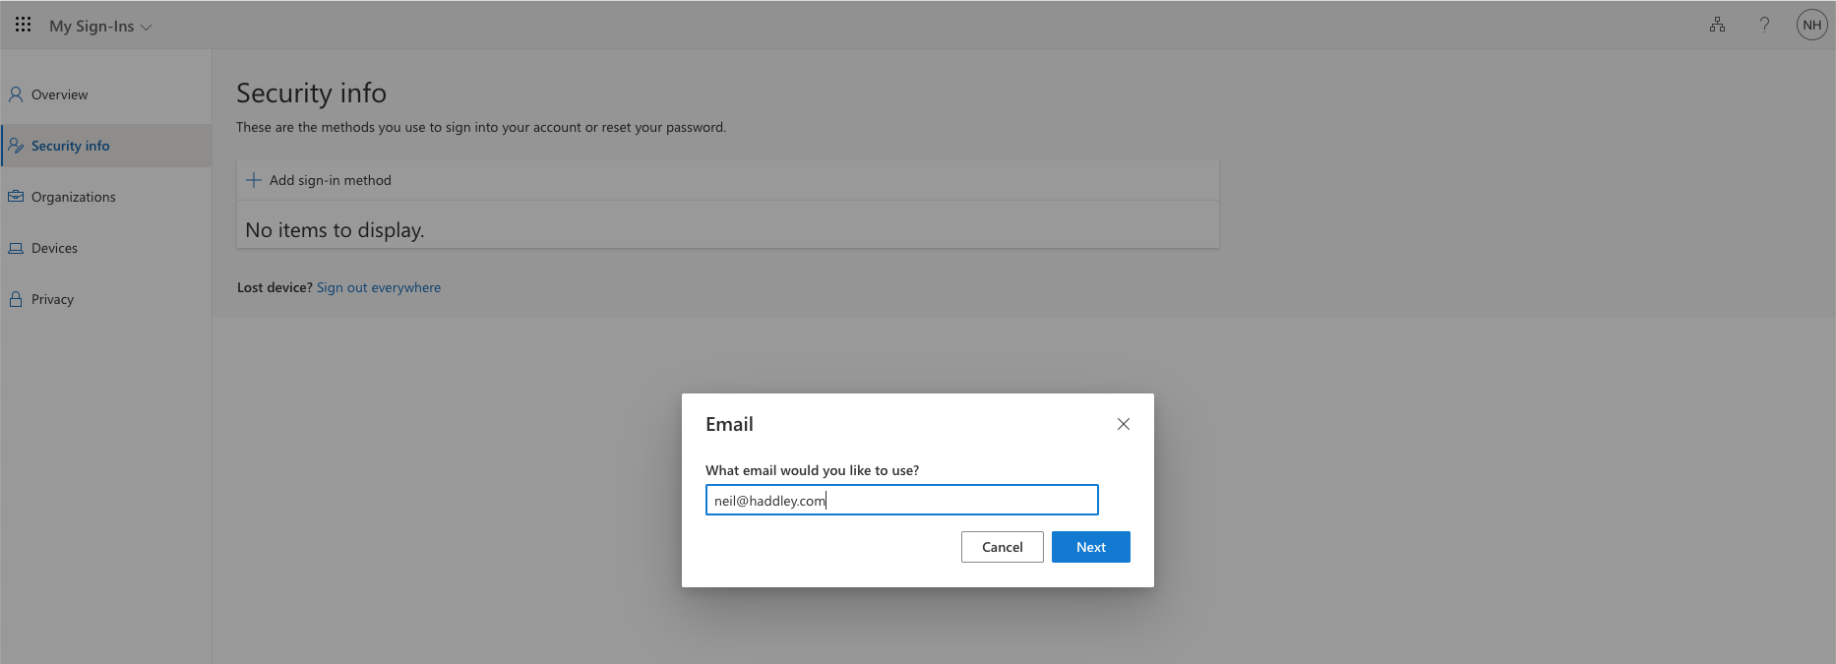 My Sign-Ins
?
NH
Overview
Security info
Organizations
Devices
Privacy
Security info
These are the methods you use to sign into your account or reset your password.
Add sign-in method
No items to display.
Lost device? Sign out everywhere
Email
What email would you like to use?
neil@haddley.com
Cancel
Next